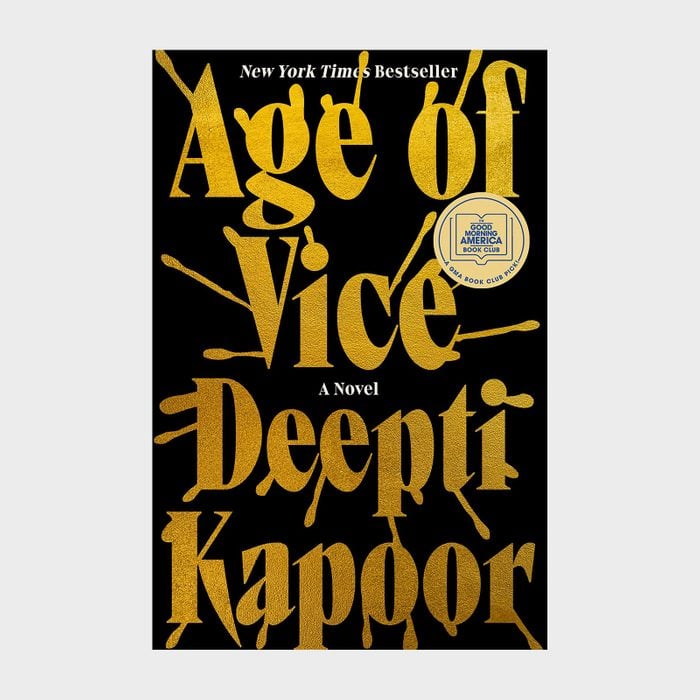 New York Times Bestseller
Age of
Vice
GOOD
MORNING
AMERICA
BOOK CLUB
A GMA BOOK CLUB PICK!
A Novel
Deepti
Kapoor